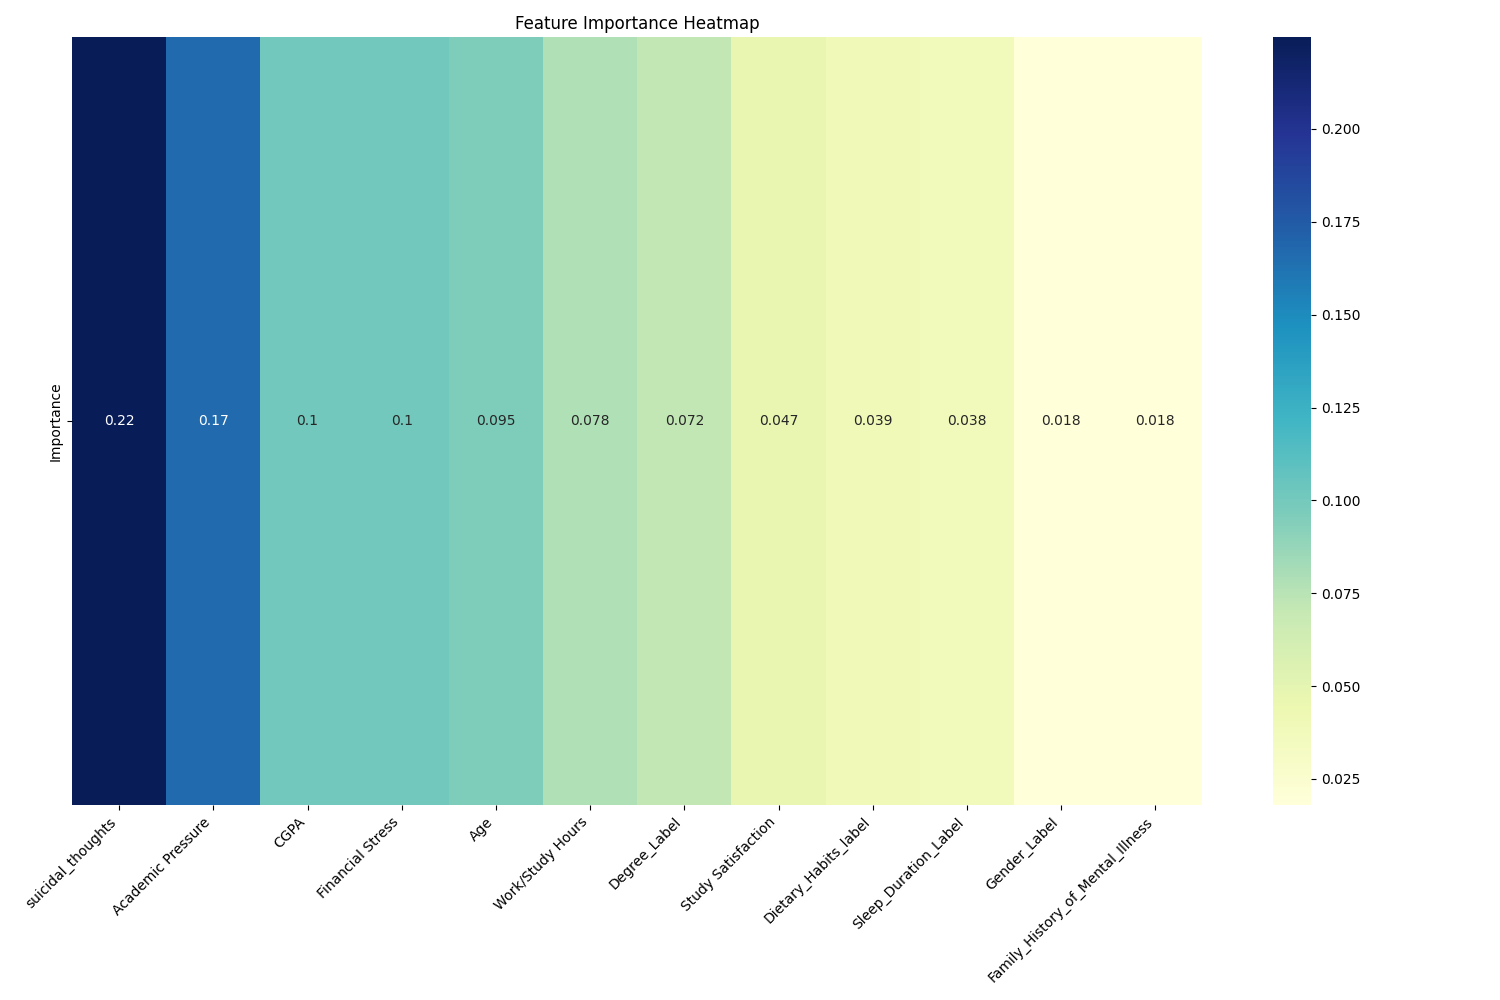 Feature Importance Heatmap
Importance
0.22 0.17 0.1 0.1 0.095 0.078 0.072 0.047 0.039 0.038 0.018 0.018
suicidal_thoughts
Academic Pressure
CGPA
Financial Stress
Age
Work/Study Hours
Degree_Label
Study Satisfaction
Dietary_Habits_label
Sleep_Duration_Label
Gender_Label
Family_History_of_Mental_Illness
0.200
0.175
0.150
0.125
0.100
0.075
0.050
0.025